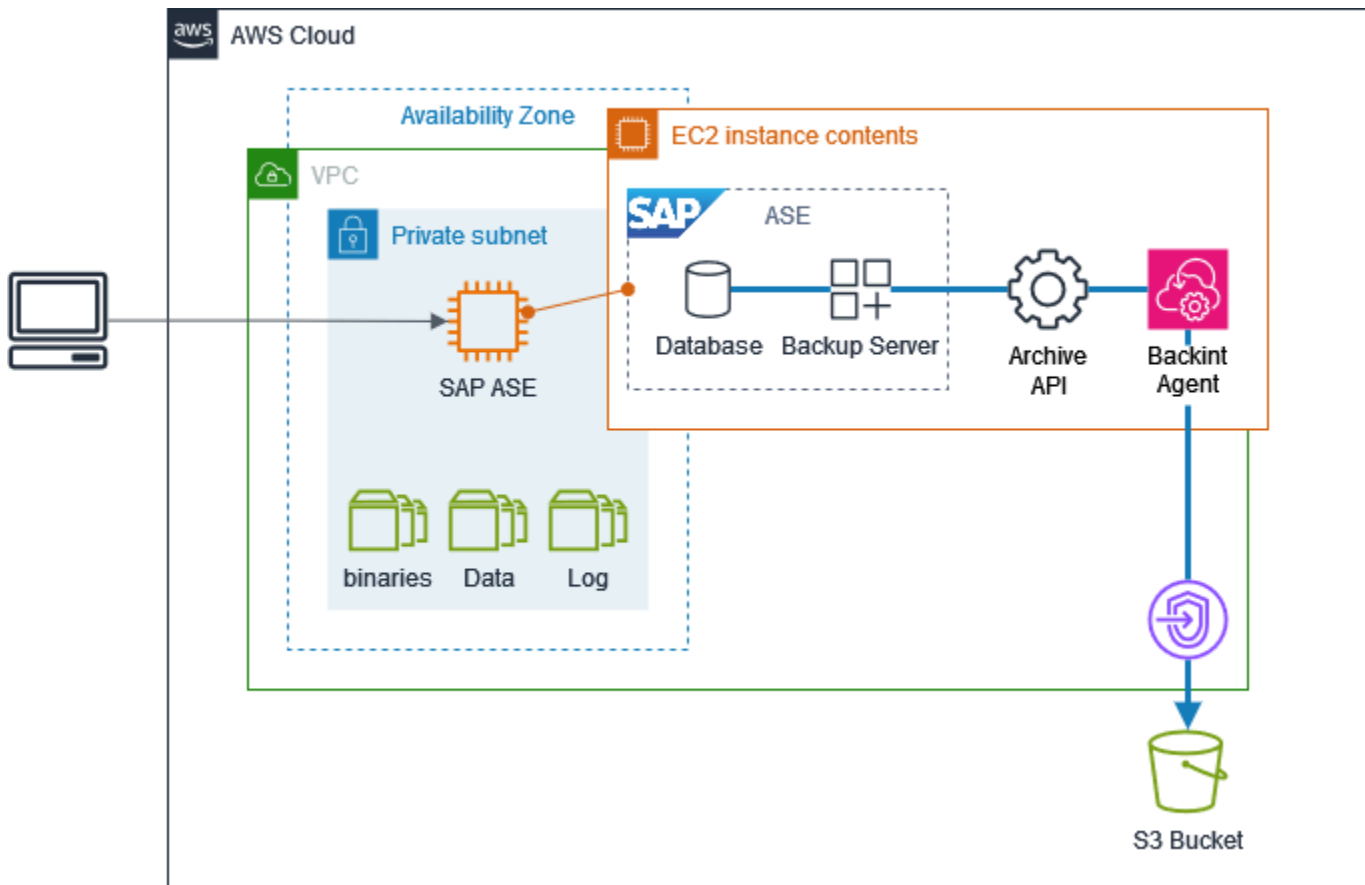 aws
AWS Cloud
Availability Zone
EC2 instance contents
VPC
SAP
ASE
Private subnet
Database
Backup Server
Archive
API
Backint
Agent
SAP ASE
binaries
Data
Log
S3 Bucket